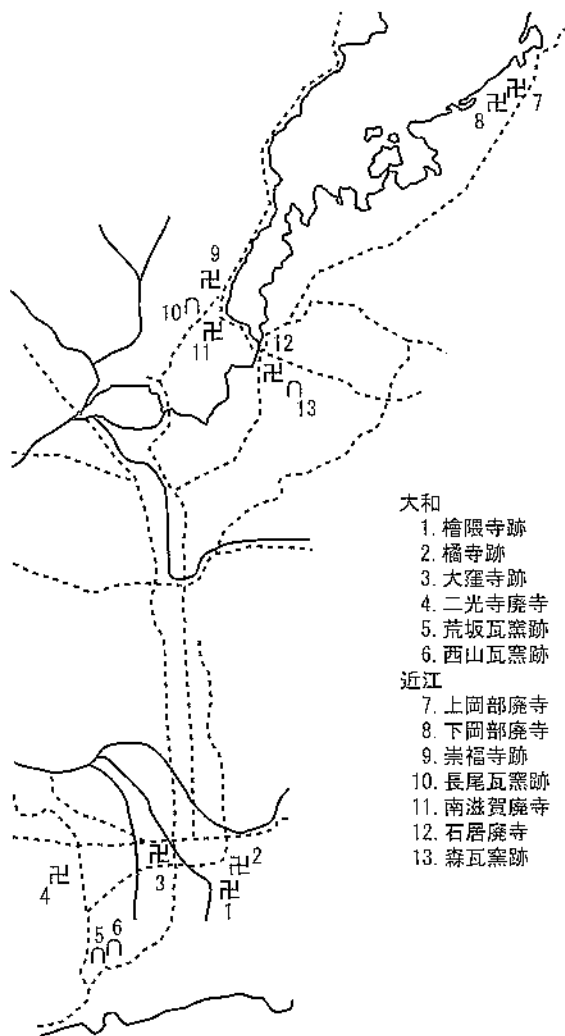 7
8
9
10
11
12
13
大和
1. 檜隈寺跡
2. 橘寺跡
3. 大窪寺跡
4. 二光寺廃寺
5. 荒坂瓦窯跡
6. 西山瓦窯跡
近江
7. 上岡部廃寺
8. 下岡部廃寺
9. 崇福寺跡
10. 長尾瓦窯跡
11. 南滋賀廃寺
12. 石居廃寺
13. 森瓦窯跡
2
3
4
1
5
6